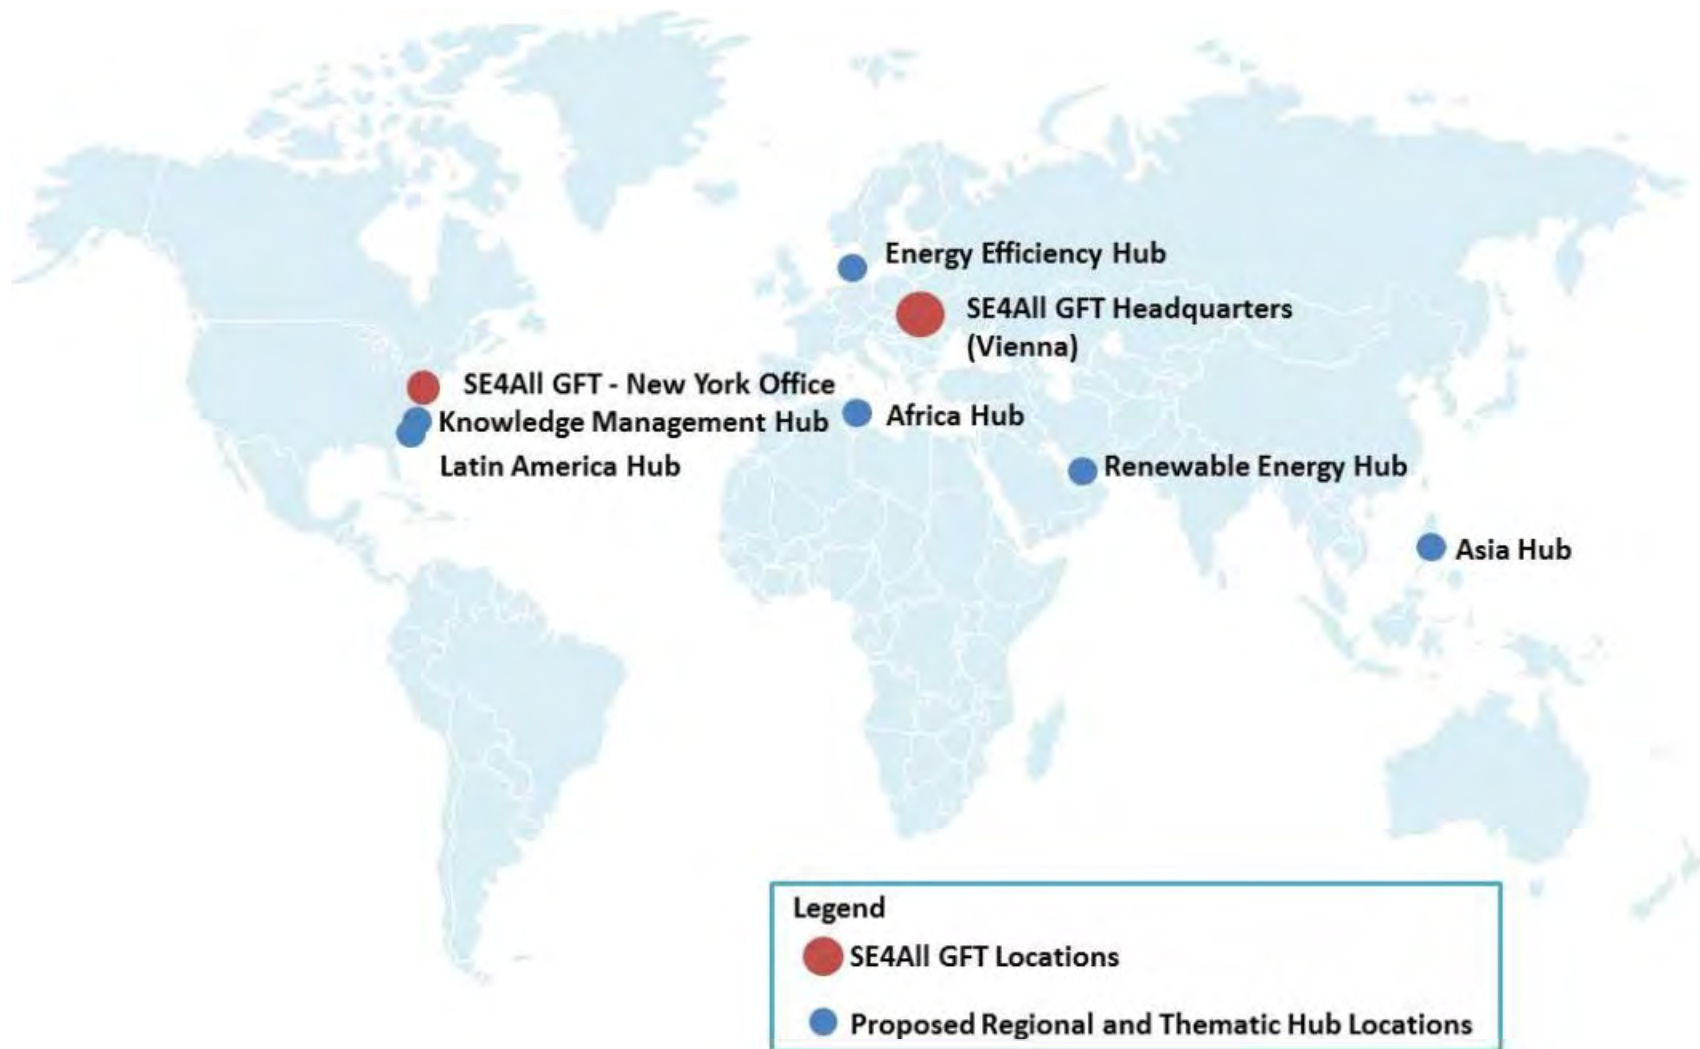 Energy Efficiency Hub
SE4All GFT Headquarters
(Vienna)
SE4All GFT - New York Office
Knowledge Management Hub
Africa Hub
Latin America Hub
Renewable Energy Hub
Asia Hub
Legend
SE4All GFT Locations
Proposed Regional and Thematic Hub Locations